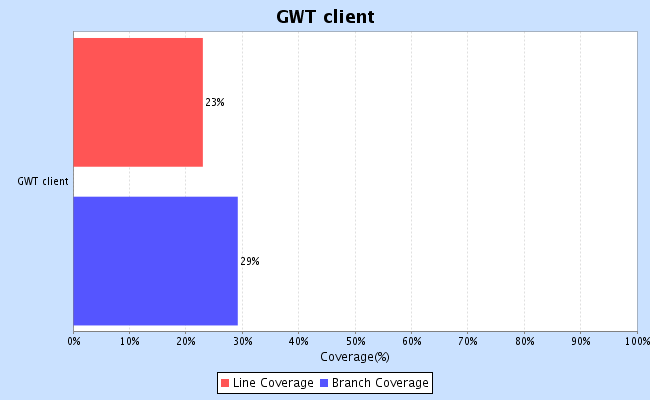 GWT client
23%
GWT client
29%
0% 10% 20% 30% 40% 50% 60% 70% 80% 90% 100%
Coverage(%)
Line Coverage Branch Coverage